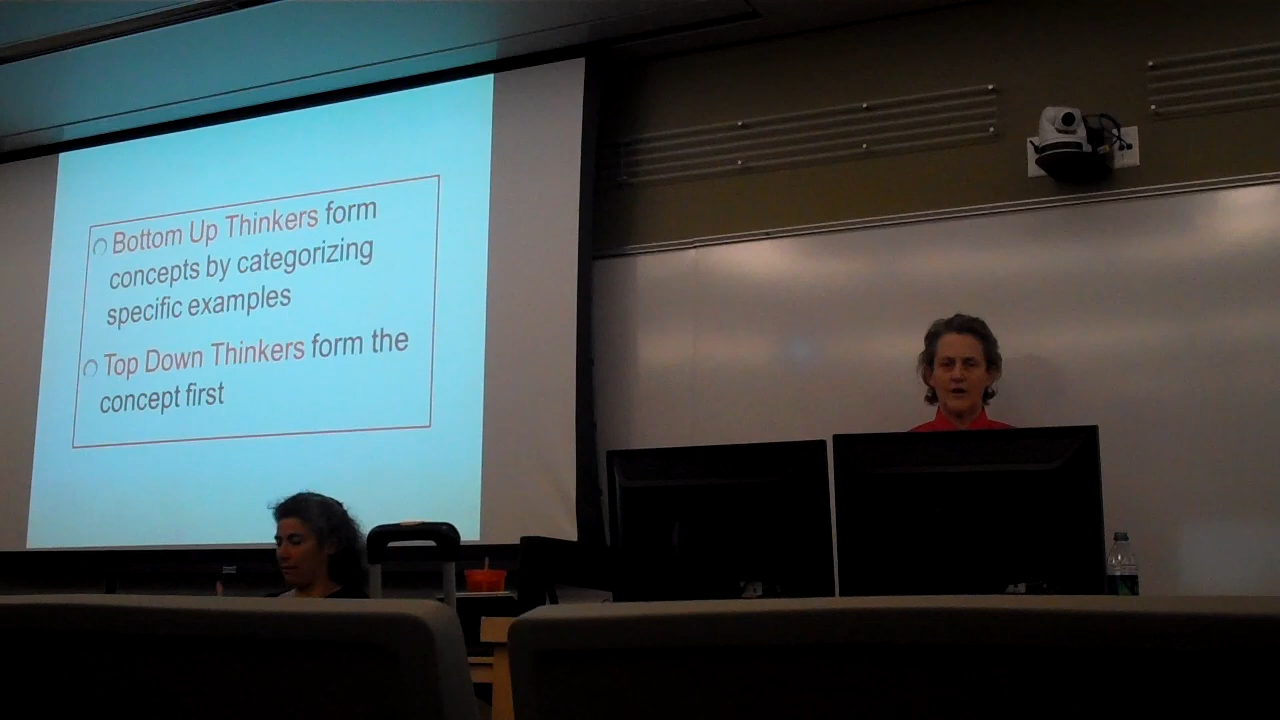 Bottom Up Thinkers form
concepts by categorizing
specific examples
Top Down Thinkers form the
concept first